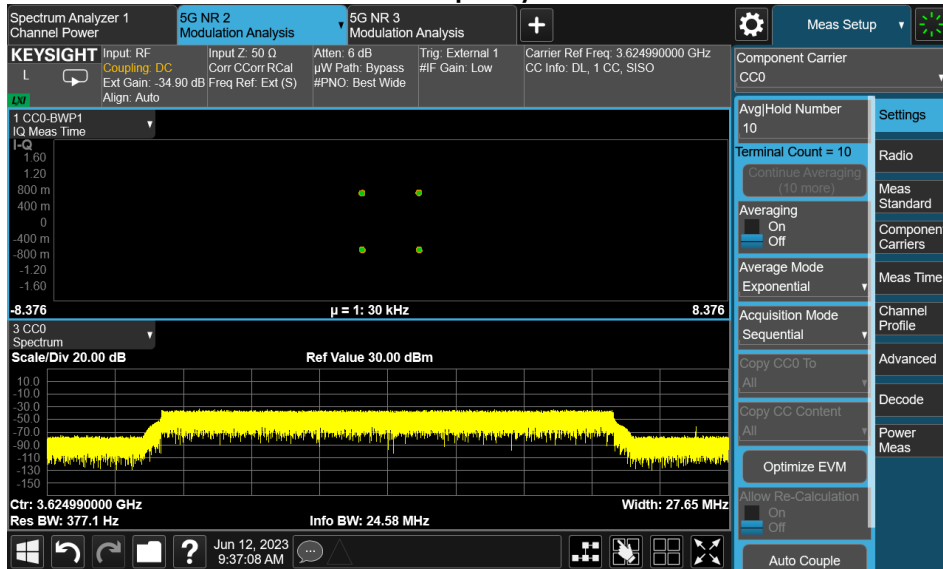 Spectrum Analyzer 1
Channel Power
5G NR 2
Modulation Analysis
5G NR 3
Modulation Analysis
Meas Setup
KEYSIGHT
L
LXI
Input: RF
Coupling: DC
Ext Gain: -34.90 dB
Align: Auto
Input Z: 50 Ω
Corr CCorr RCal
Freq Ref: Ext (S)
Atten: 6 dB
µW Path: Bypass
#PNO: Best Wide
Trig: External 1
#IF Gain: Low
Carrier Ref Freq: 3.624990000 GHz
CC Info: DL, 1 CC, SISO
Component Carrier
CC0
1 CC0-BWP1
IQ Meas Time
I-Q
1.60
1.20
800 m
400 m
0
-400 m
-800 m
-1.20
-1.60
-8.376
µ = 1: 30 kHz
8.376
3 CC0
Spectrum
Scale/Div 20.00 dB
Ref Value 30.00 dBm
10.0
-10.0
-30.0
-50.0
-70.0
-90.0
-110
-130
-150
Ctr: 3.624990000 GHz
Width: 27.65 MHz
Res BW: 377.1 Hz
Info BW: 24.58 MHz
Avg|Hold Number
10
Terminal Count = 10
Continue Averaging
(10 more)
Averaging
On
Off
Average Mode
Exponential
Acquisition Mode
Sequential
Copy CC0 To
All
Copy CC Content
All
Optimize EVM
Allow Re-Calculation
On
Off
Auto Couple
Settings
Radio
Meas
Standard
Component
Carriers
Meas Time
Channel
Profile
Advanced
Decode
Power
Meas
?
Jun 12, 2023
9:37:08 AM